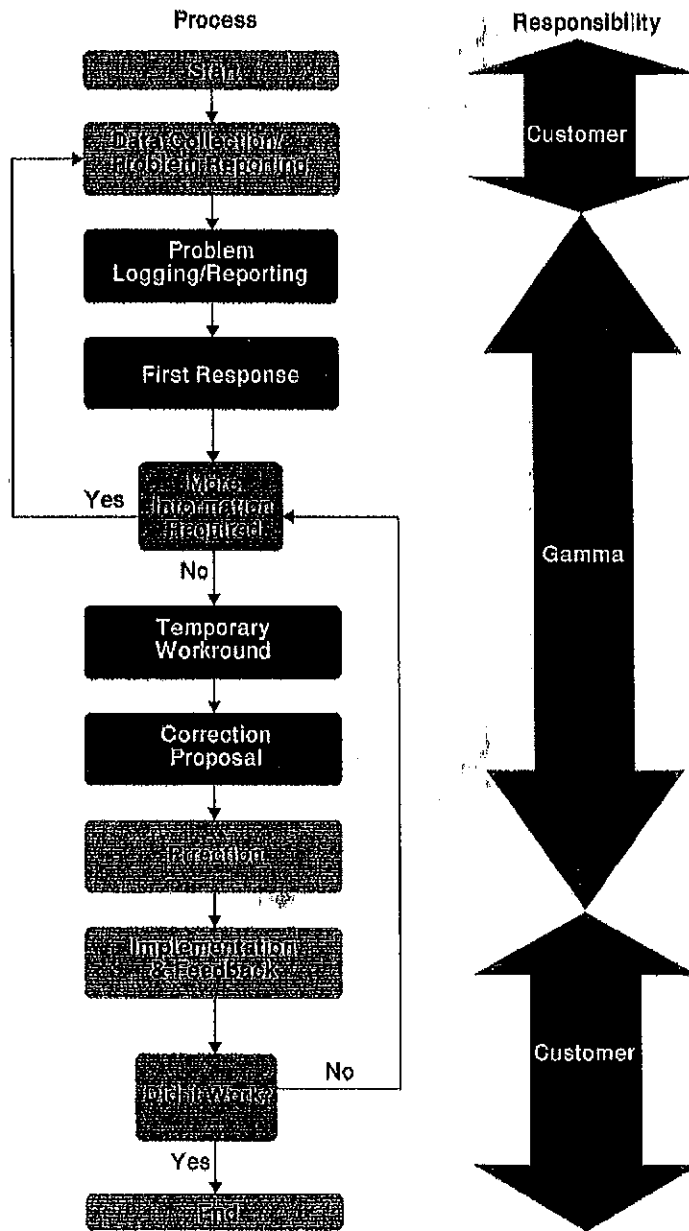 Process
Responsibility
Start
Data Collection/
Problem Reporting
Customer
Problem
Logging/Reporting
First Response
More
Information
Required
Yes
No
Gamma
Temporary
Workround
Correction
Proposal
Implementation
& Feedback
Customer
Did it Work?
No
Yes
End